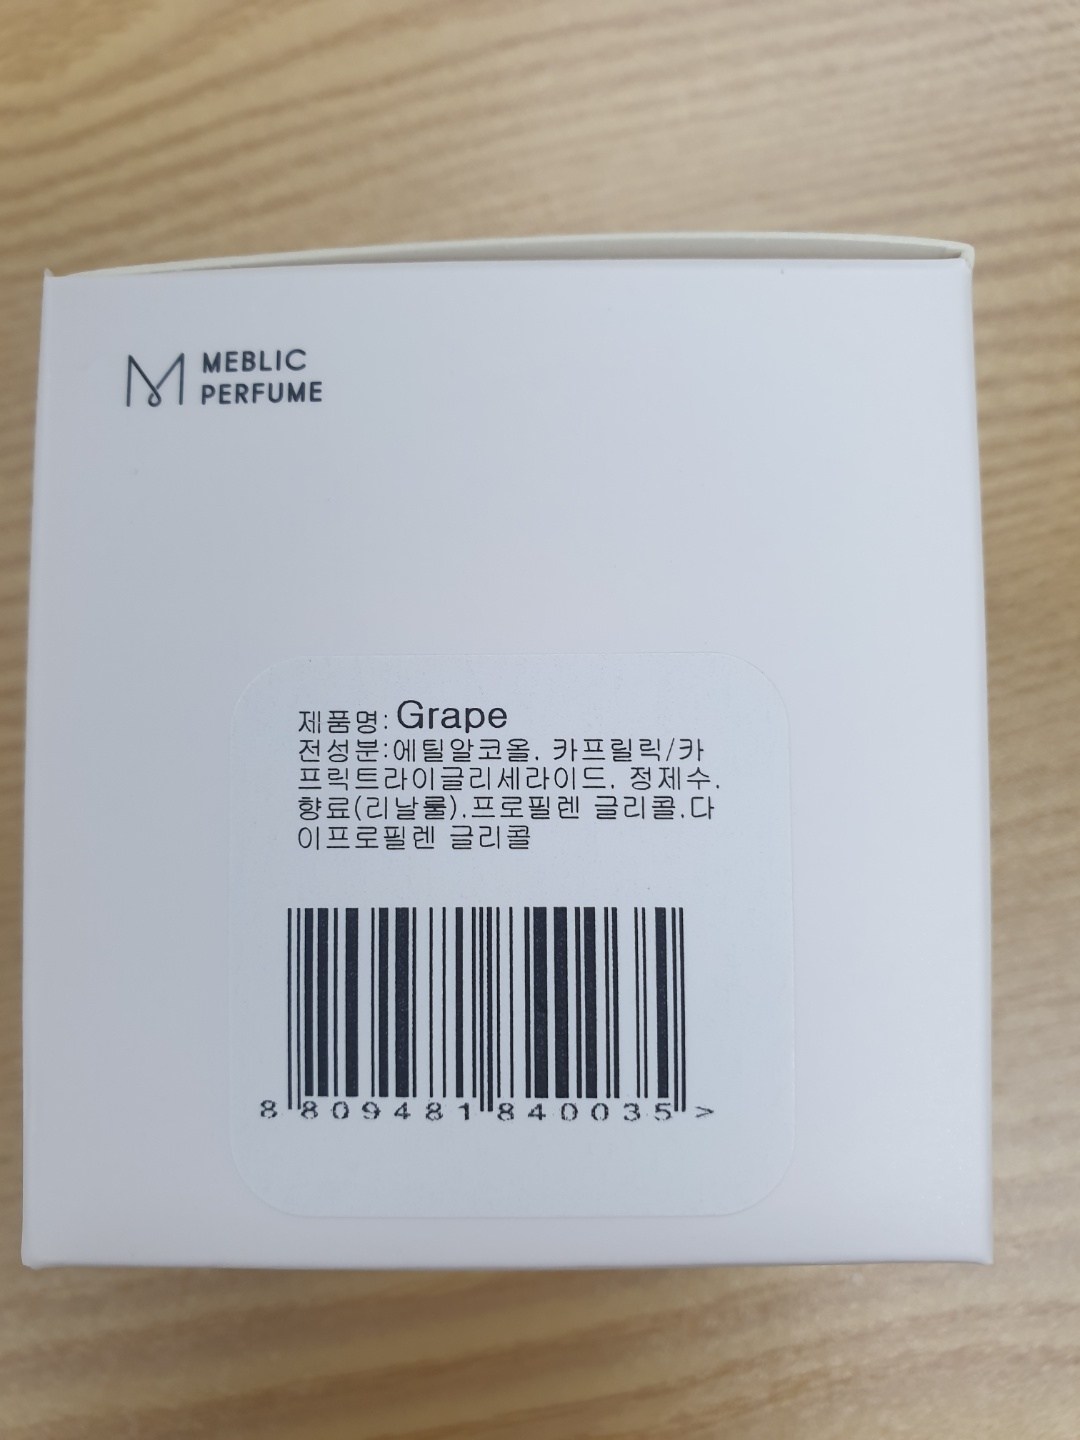 MEBLIC
PERFUME
제품명: Grape
전성분:에틸알코올, 카프릴릭/카
프릭트라이글리세라이드, 정제수,
향료(리날룰),프로필렌 글리콜,다
이프로필렌 글리콜
8 809481 840035 >